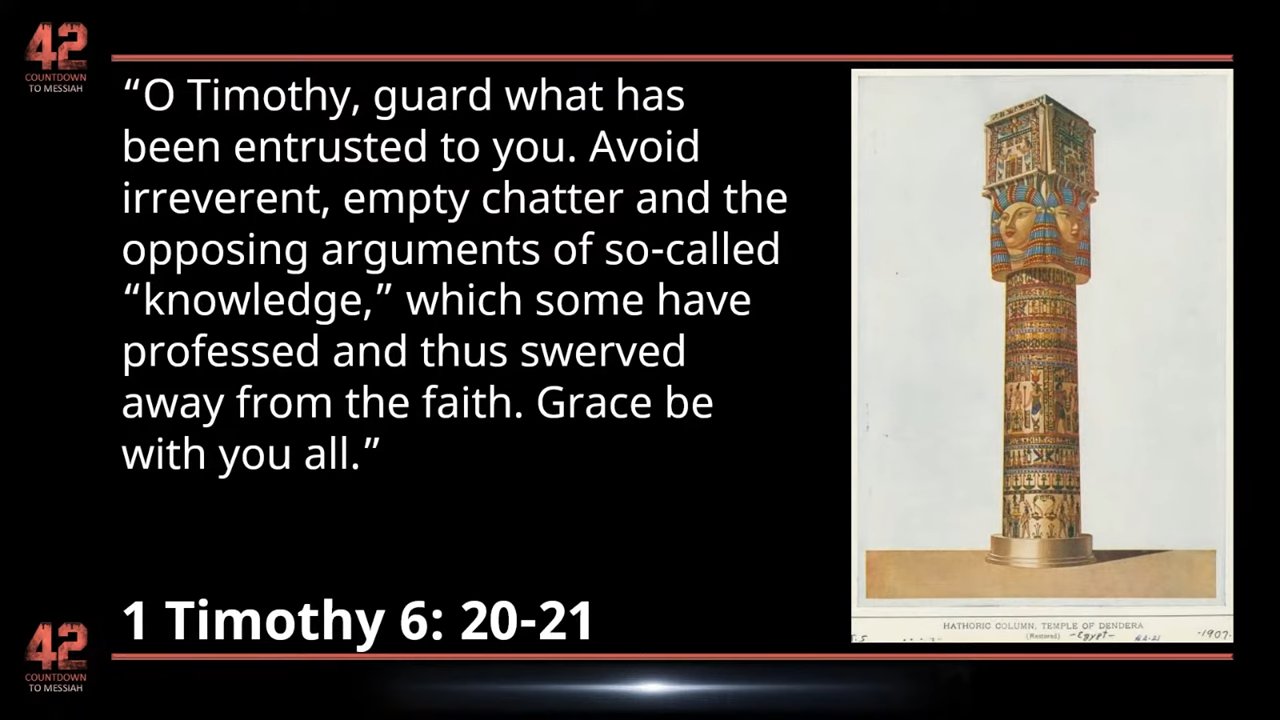 42
COUNTDOWN
TO MESSIAH
“O Timothy, guard what has
been entrusted to you. Avoid
irreverent, empty chatter and the
opposing arguments of so-called
“knowledge,” which some have
professed and thus swerved
away from the faith. Grace be
with you all.”
1 Timothy 6: 20-21
HATHORIC COLUMN, TEMPLE OF DENDERA
(Restored) -Egypt-
-1907-
42
COUNTDOWN
TO MESSIAH